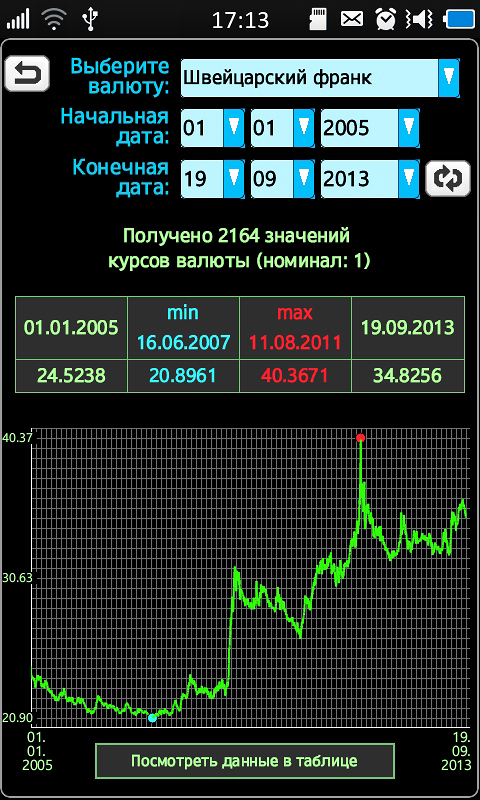 17:13
Выберите
валюту:
Швейцарский франк
Начальная
дата:
01 01 2005
Конечная
дата:
19 09 2013
Получено 2164 значений
курсов валюты (номинал: 1)
01.01.2005 min 16.06.2007 max 11.08.2011 19.09.2013
24.5238 20.8961 40.3671 34.8256
40.37
30.63
20.90
01.
01.
2005
19.
09.
2013
Посмотреть данные в таблице